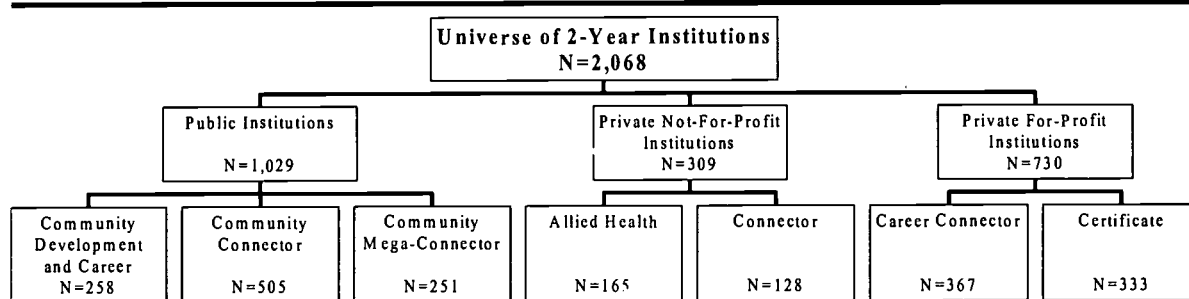 Universe of 2-Year Institutions
N=2,068
Public Institutions
N=1,029
Private Not-For-Profit
Institutions
N=309
Private For-Profit
Institutions
N=730
Community
Development
and Career
N=258
Community
Connector
N=505
Community
Mega-Connector
N=251
Allied Health
N=165
Connector
N=128
Career Connector
N=367
Certificate
N=333